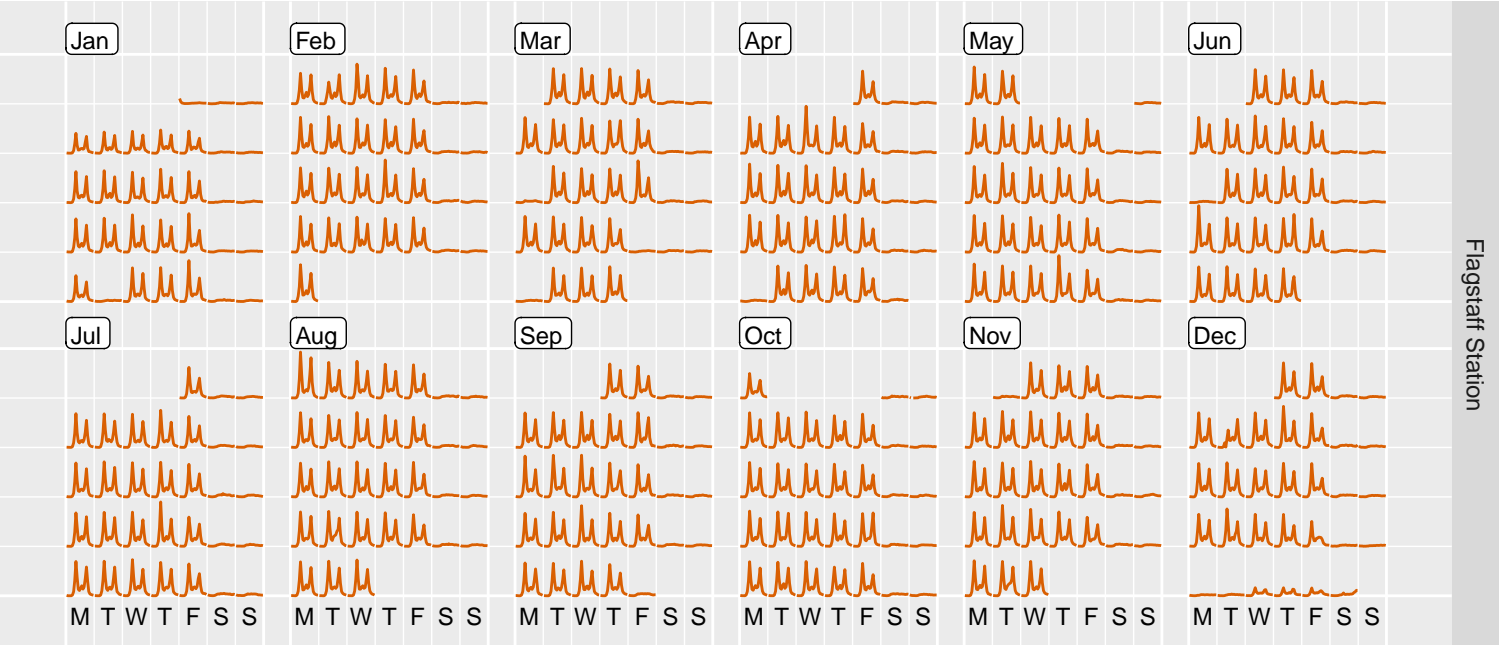 Jan Feb Mar Apr May Jun
Jul Aug Sep Oct Nov Dec
M T W T F S S M T W T F S S M T W T F S S M T W T F S S M T W T F S S M T W T F S S
Flagstaff Station